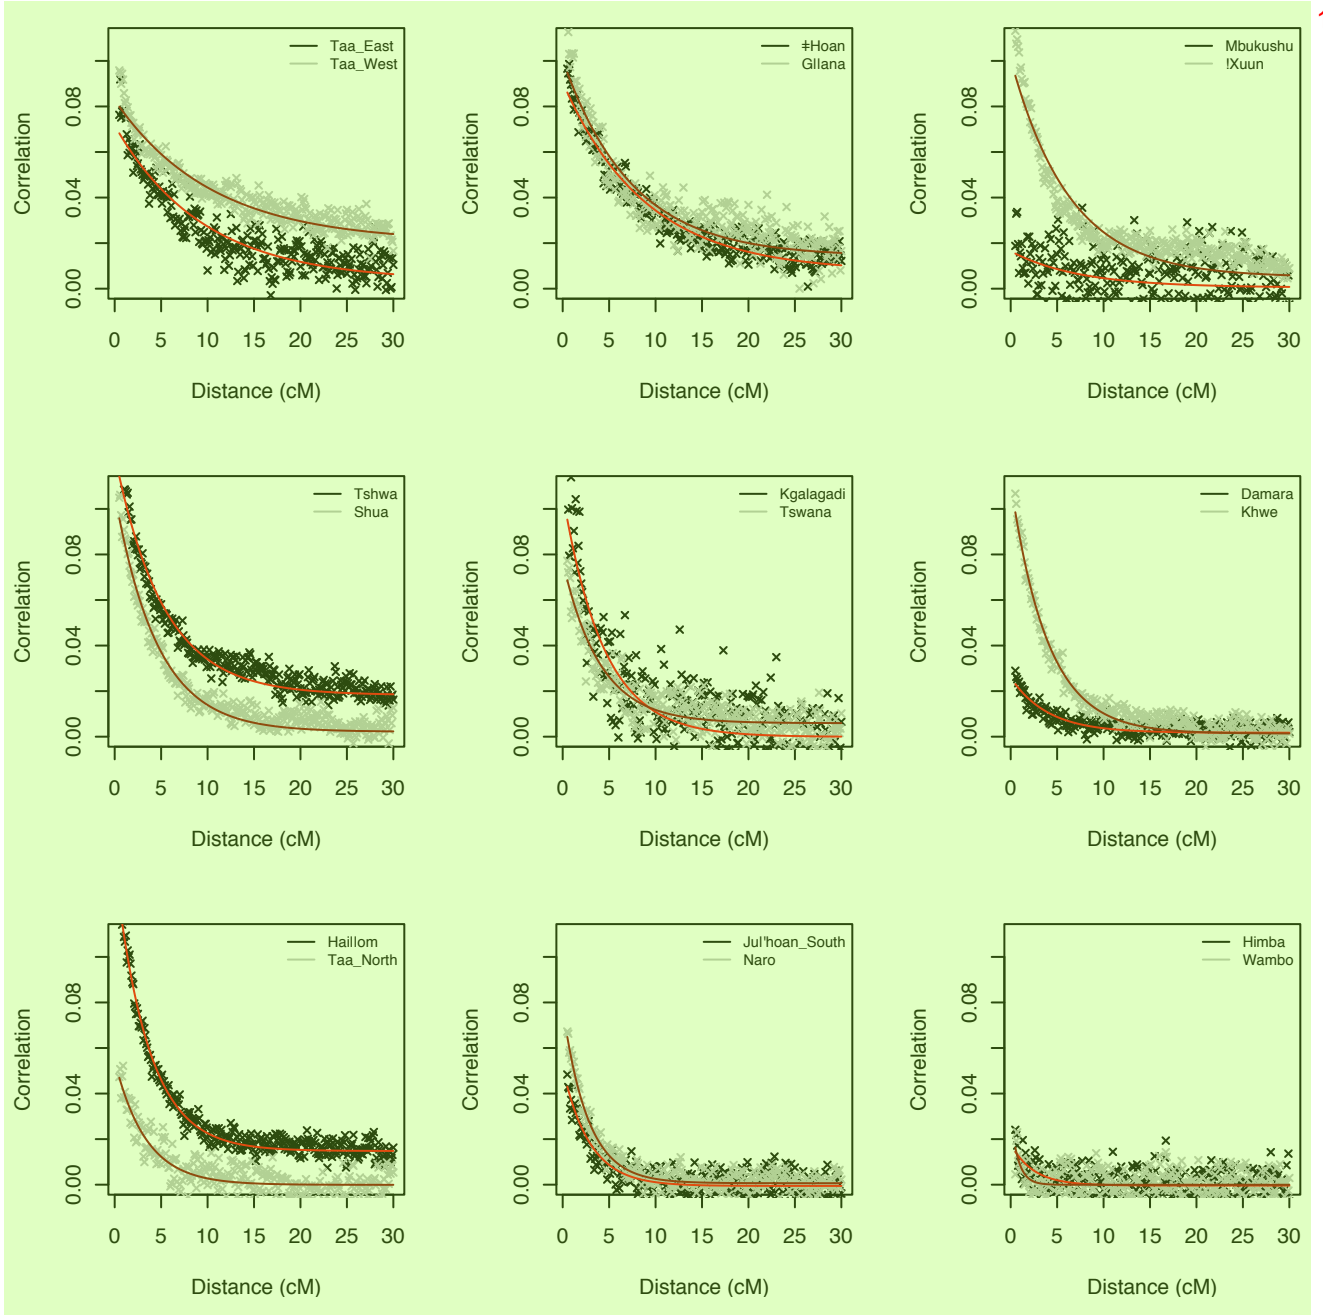 Taa_East
Taa_West
Correlation
0.00 0.04 0.08
0 5 10 15 20 25 30
Distance (cM)
ǂHoan
GǁIana
Correlation
0.00 0.04 0.08
0 5 10 15 20 25 30
Distance (cM)
Mbukushu
!Xuun
Correlation
0.00 0.04 0.08
0 5 10 15 20 25 30
Distance (cM)
Tshwa
Shua
Correlation
0.00 0.04 0.08
0 5 10 15 20 25 30
Distance (cM)
Kgalagadi
Tswana
Correlation
0.00 0.04 0.08
0 5 10 15 20 25 30
Distance (cM)
Damara
Khwe
Correlation
0.00 0.04 0.08
0 5 10 15 20 25 30
Distance (cM)
Haiǁom
Taa_North
Correlation
0.00 0.04 0.08
0 5 10 15 20 25 30
Distance (cM)
Juǀ'hoan_South
Naro
Correlation
0.00 0.04 0.08
0 5 10 15 20 25 30
Distance (cM)
Himba
Wambo
Correlation
0.00 0.04 0.08
0 5 10 15 20 25 30
Distance (cM)